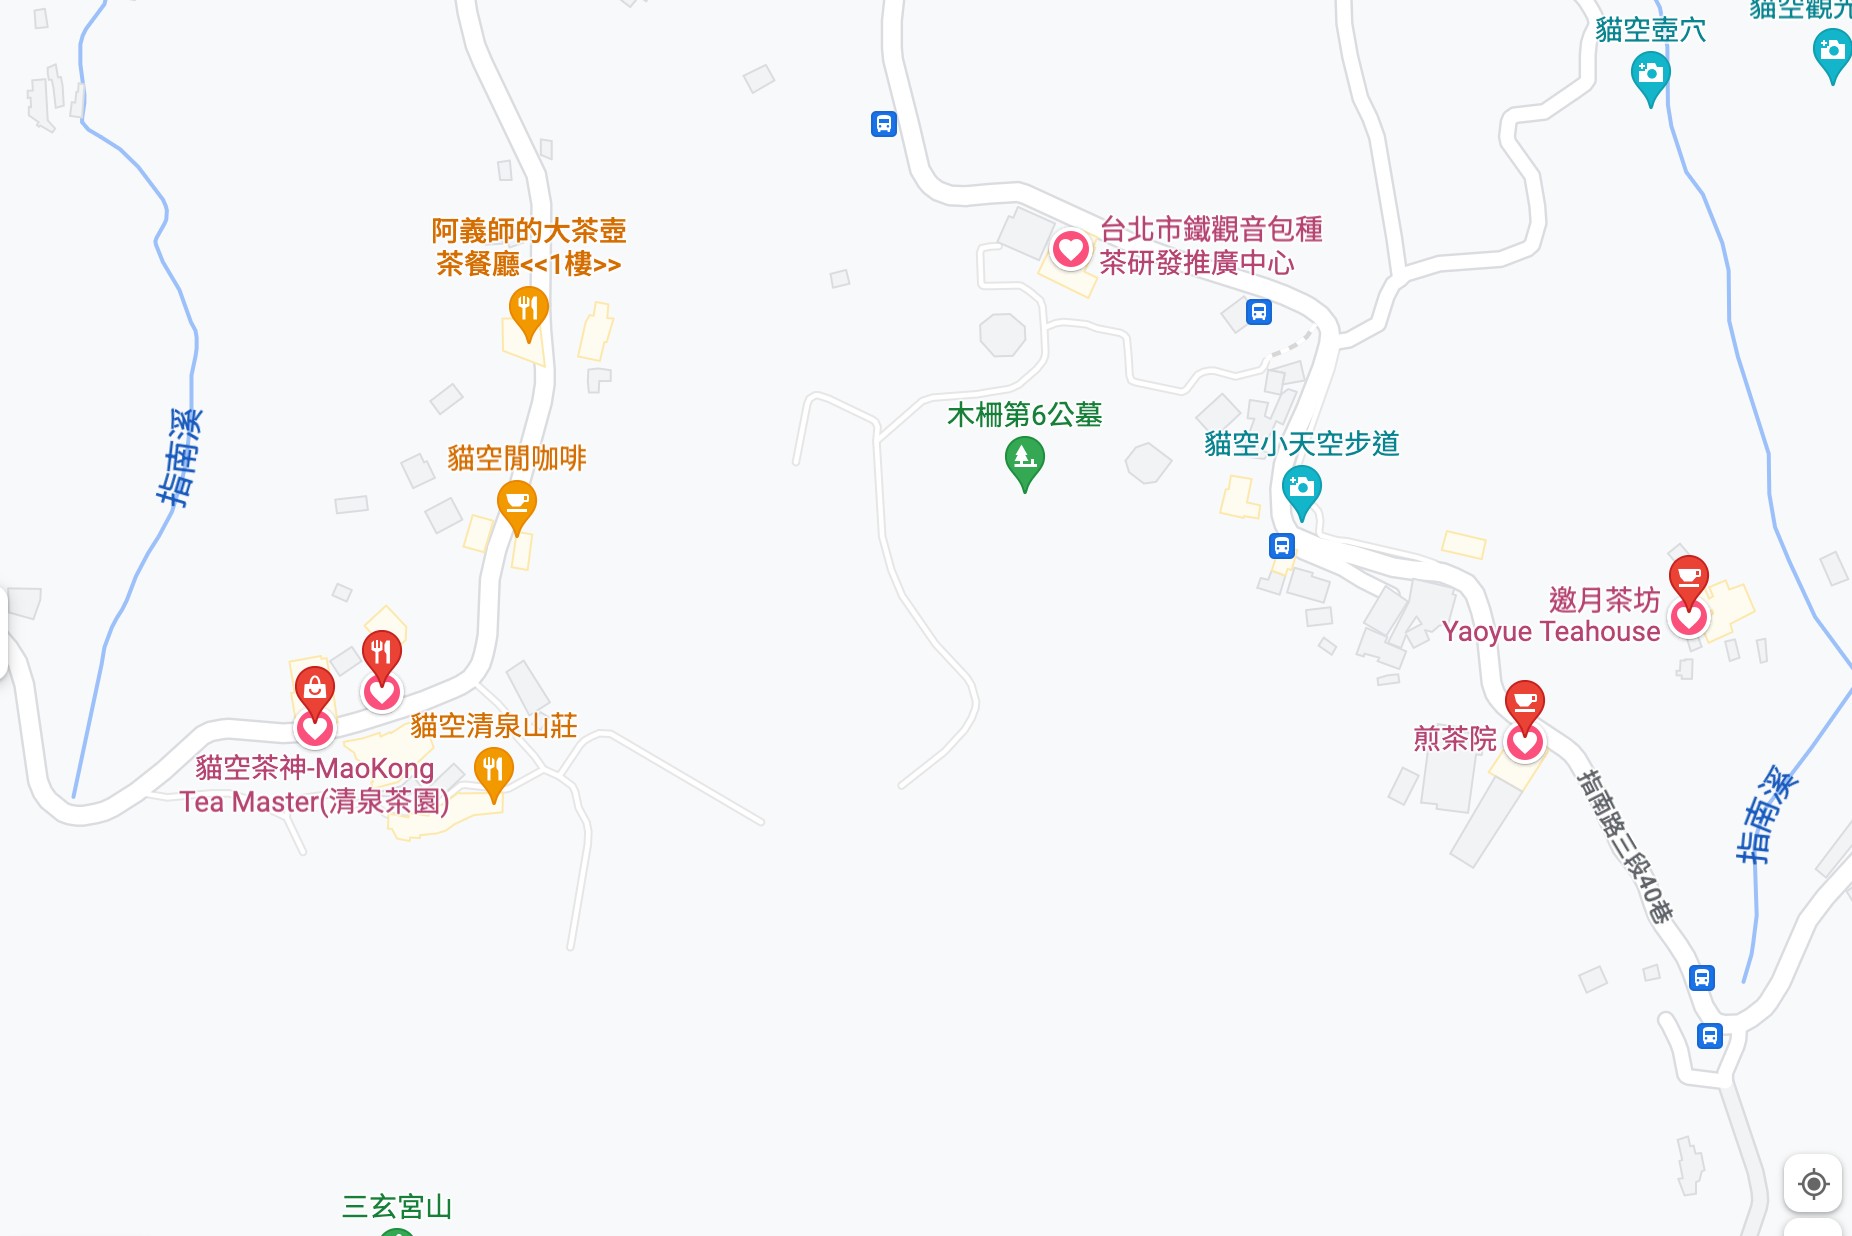 貓空觀光
貓空壺穴
阿義師的大茶壺
茶餐廳<<1樓>>
台北市鐵觀音包種
茶研發推廣中心
木柵第6公墓
貓空小天空步道
指南溪
貓空閒咖啡
邀月茶坊
Yaoyue Teahouse
貓空清泉山莊
煎茶院
貓空茶神-MaoKong
Tea Master(清泉茶園)
指南路三段40巷
指南溪
三玄宮山